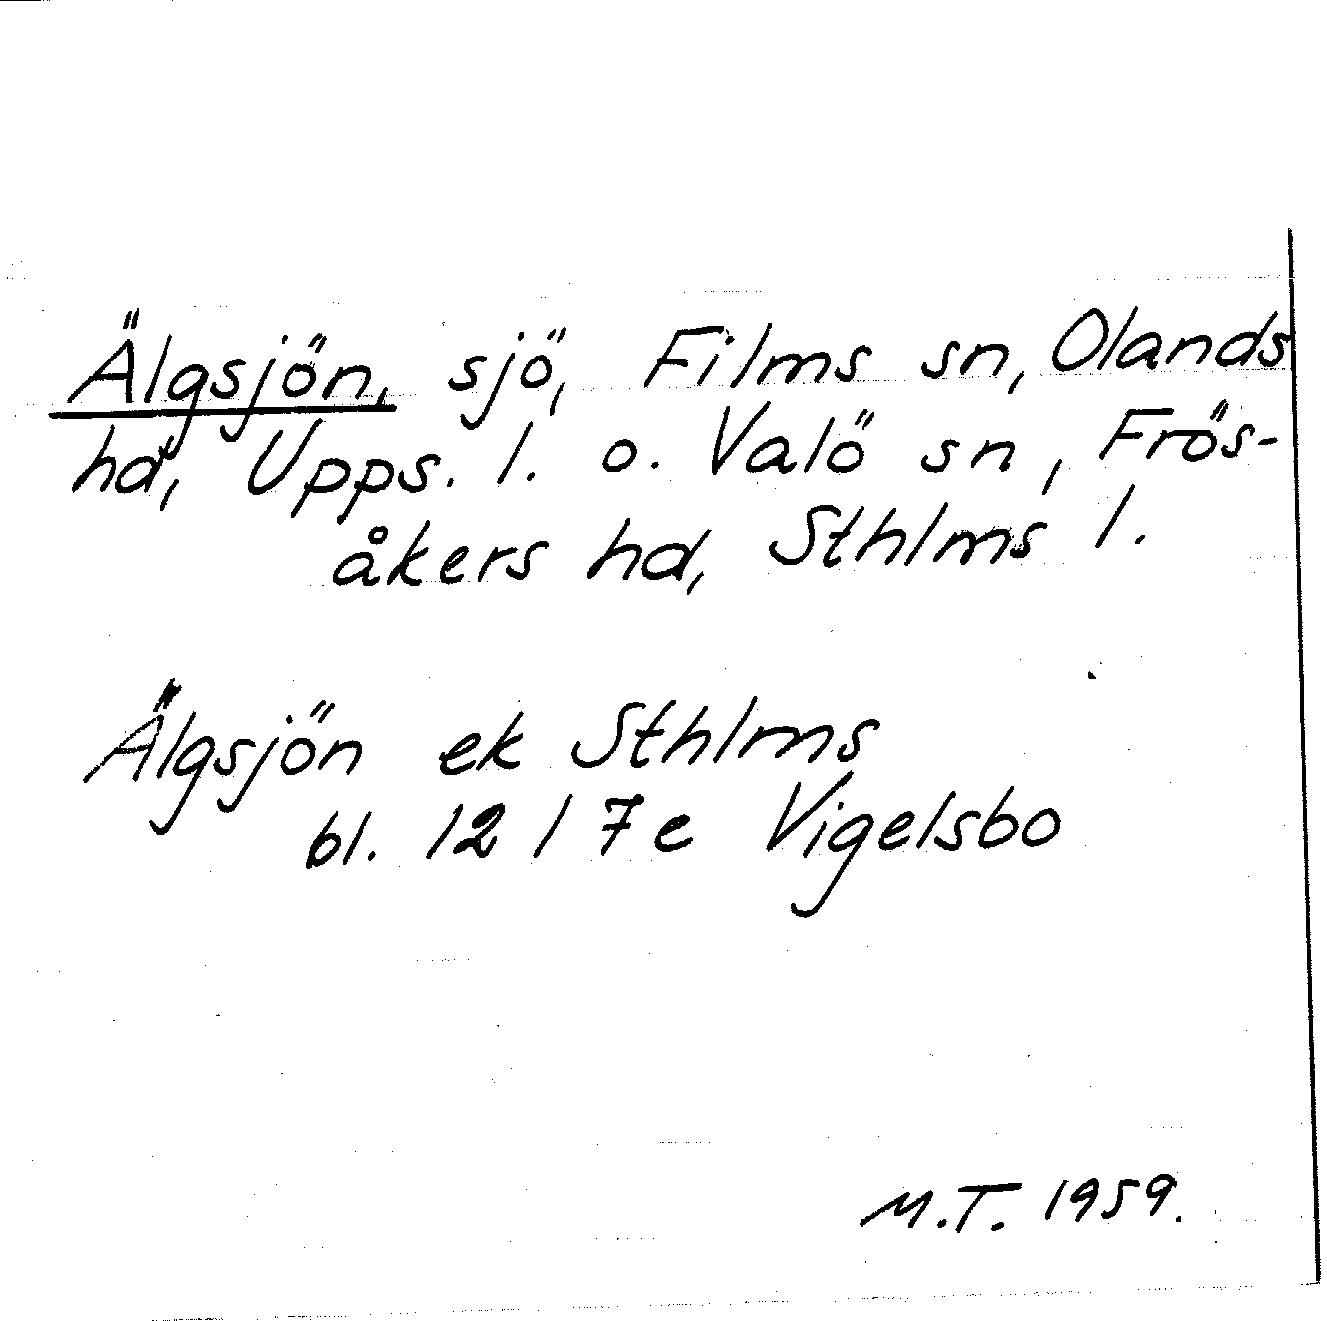 Älgsjön, sjö, Films sn, Olands
hd, Upps. l. o. Valö sn, Frös-
åkers hd, Sthlms l.
Älgsjön ek Sthlms
bl. 12 I 7e Vigelsbo
M.T. 1959.